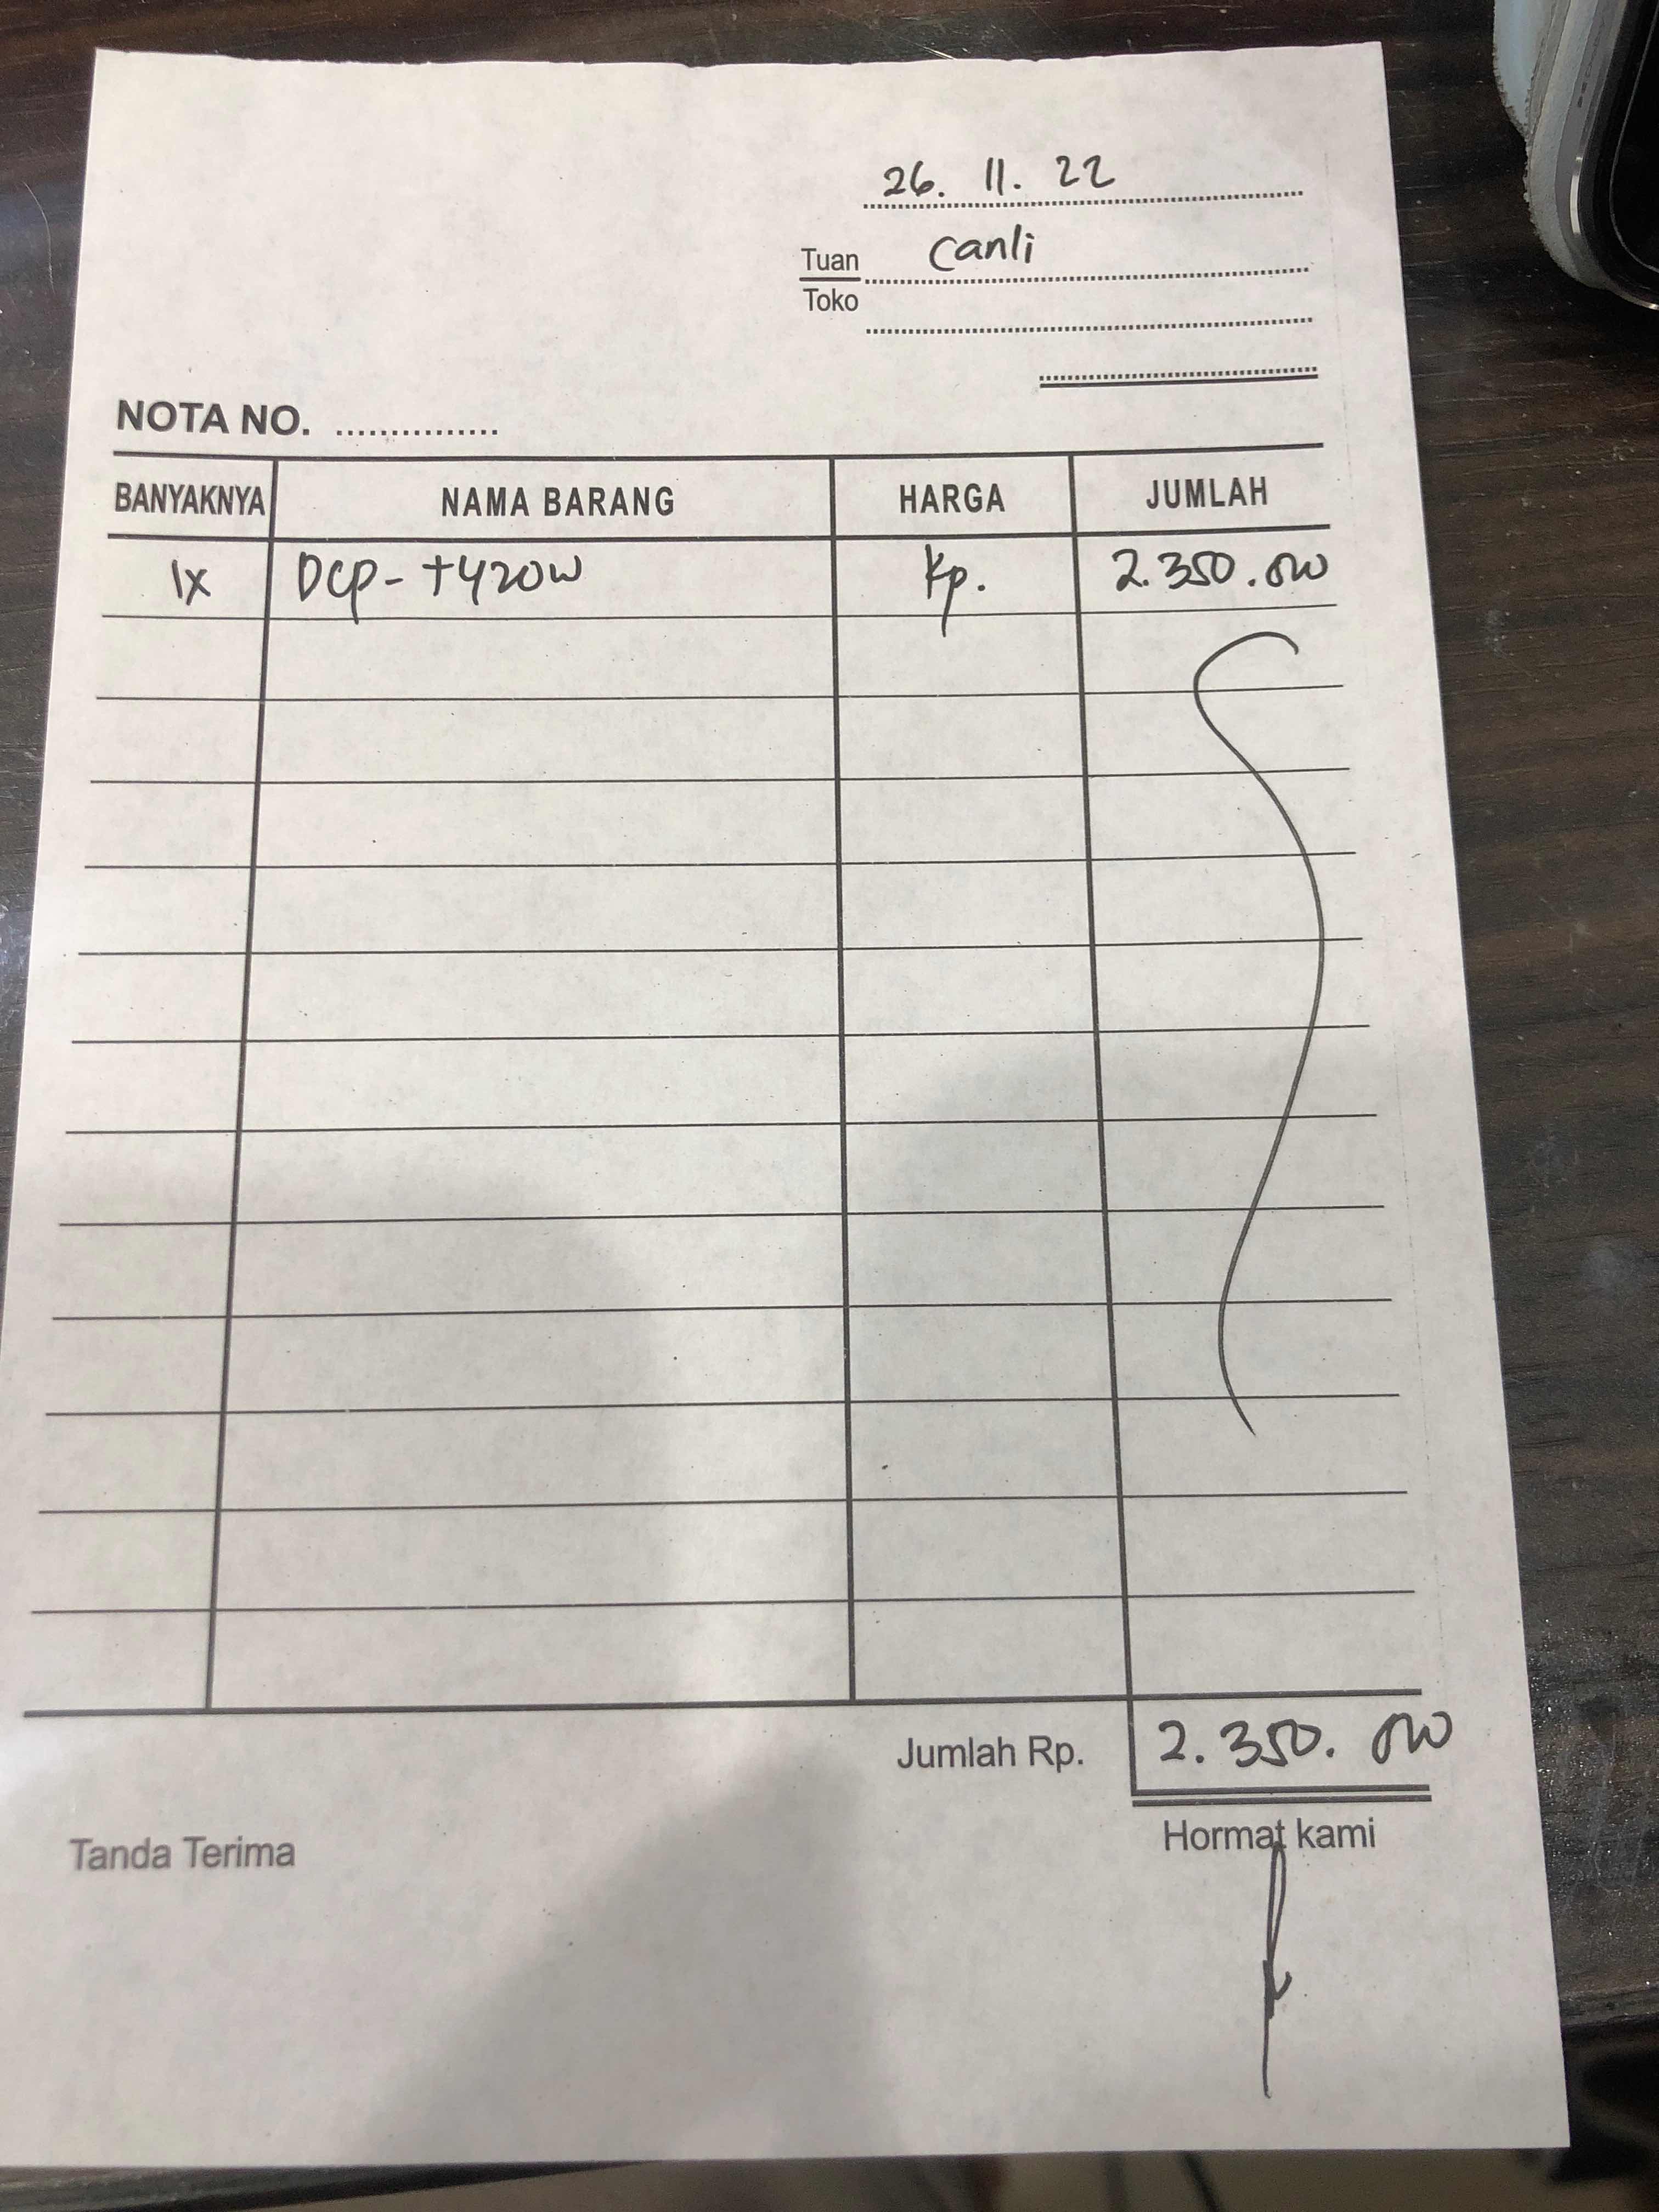 26. 11. 22
Tuan Canli
Toko
NOTA NO. ...............
BANYAKNYA NAMA BARANG HARGA JUMLAH
1x DCP-T420W Rp. 2.350.000
Jumlah Rp. 2.350.000
Tanda Terima Hormat kami